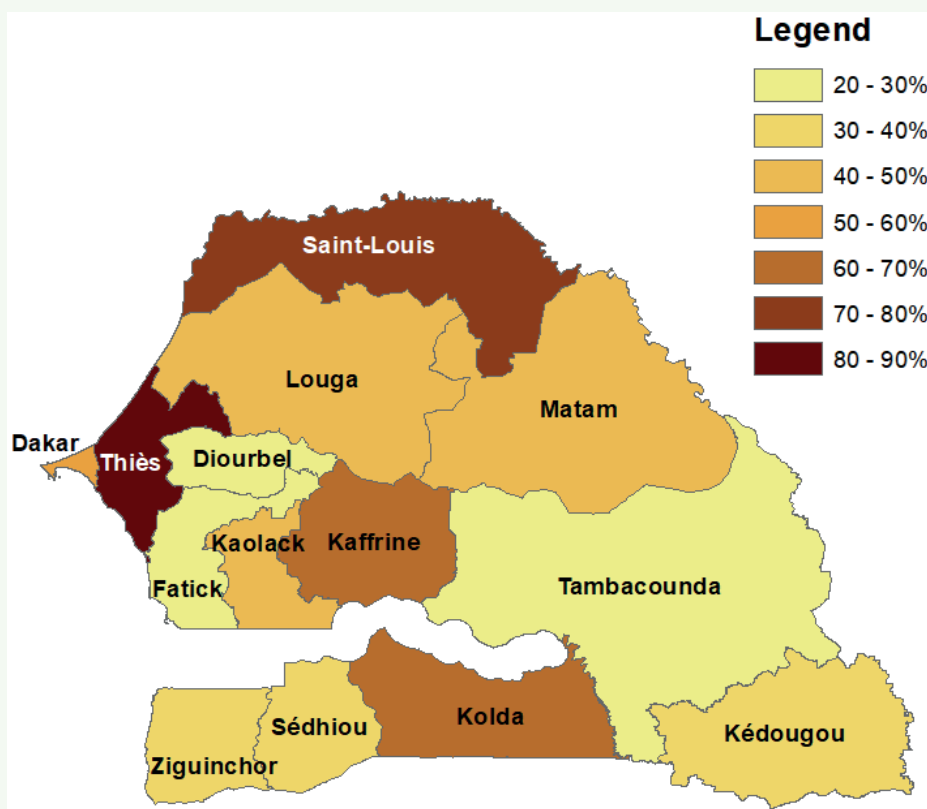 Legend
20 - 30%
30 - 40%
40 - 50%
50 - 60%
60 - 70%
70 - 80%
80 - 90%
Saint-Louis
Louga
Matam
Dakar
Thiès
Diourbel
Kaolack
Kaffrine
Fatick
Tambacounda
Kolda
Sédhiou
Kédougou
Ziguinchor